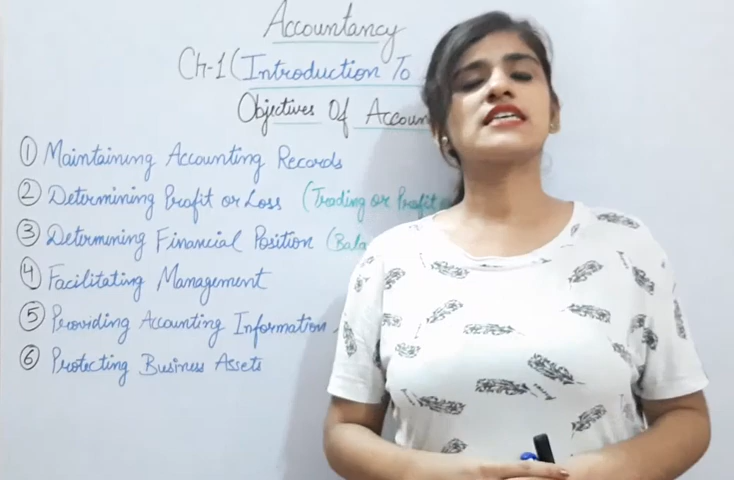 Accountancy
Ch-1 (Introduction To
Objectives Of Accoun
① Maintaining Accounting Records
② Determining Profit or Loss (Trading or Profit
③ Determining Financial Position (Bala
④ Facilitating Management
⑤ Providing Accounting Information
⑥ Protecting Business Assets